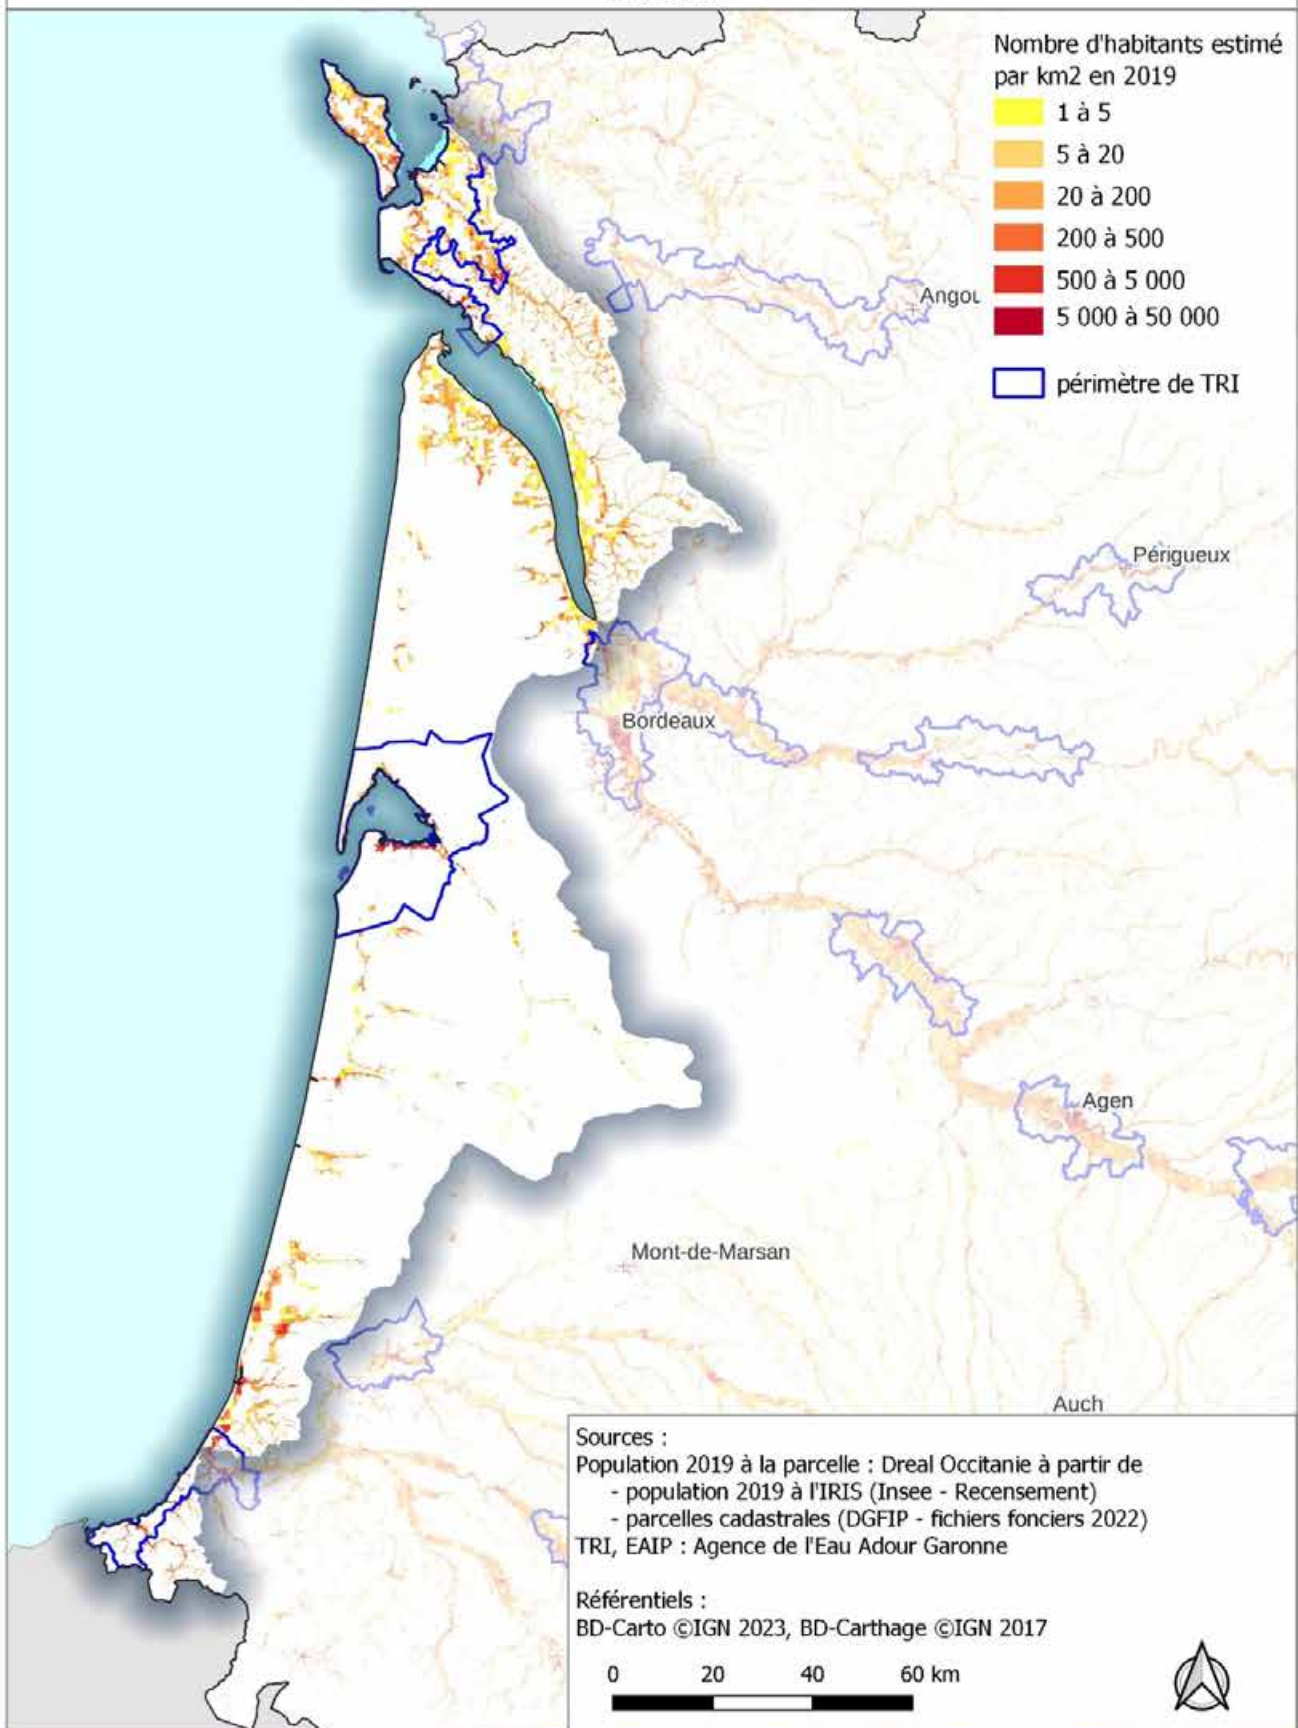 Nombre d'habitants estimé
par km2 en 2019
1 à 5
5 à 20
20 à 200
200 à 500
500 à 5 000
5 000 à 50 000
périmètre de TRI
Angou
Périgueux
Bordeaux
Agen
Mont-de-Marsan
Auch
Sources :
Population 2019 à la parcelle : Dreal Occitanie à partir de
- population 2019 à l'IRIS (Insee - Recensement)
- parcelles cadastrales (DGFIP - fichiers fonciers 2022)
TRI, EAIP : Agence de l'Eau Adour Garonne
Référentiels :
BD-Carto ©IGN 2023, BD-Carthage ©IGN 2017
0 20 40 60 km